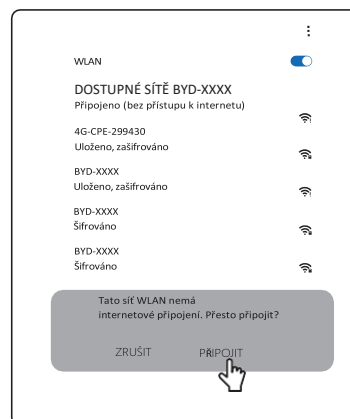 WLAN
DOSTUPNÉ SÍTĚ BYD-XXXX
Připojeno (bez přístupu k internetu)
4G-CPE-299430
Uloženo, zašifrováno
BYD-XXXX
Uloženo, zašifrováno
BYD-XXXX
Šifrováno
BYD-XXXX
Šifrováno
Tato síť WLAN nemá
internetové připojení. Přesto připojit?
ZRUŠIT PŘIPOJIT